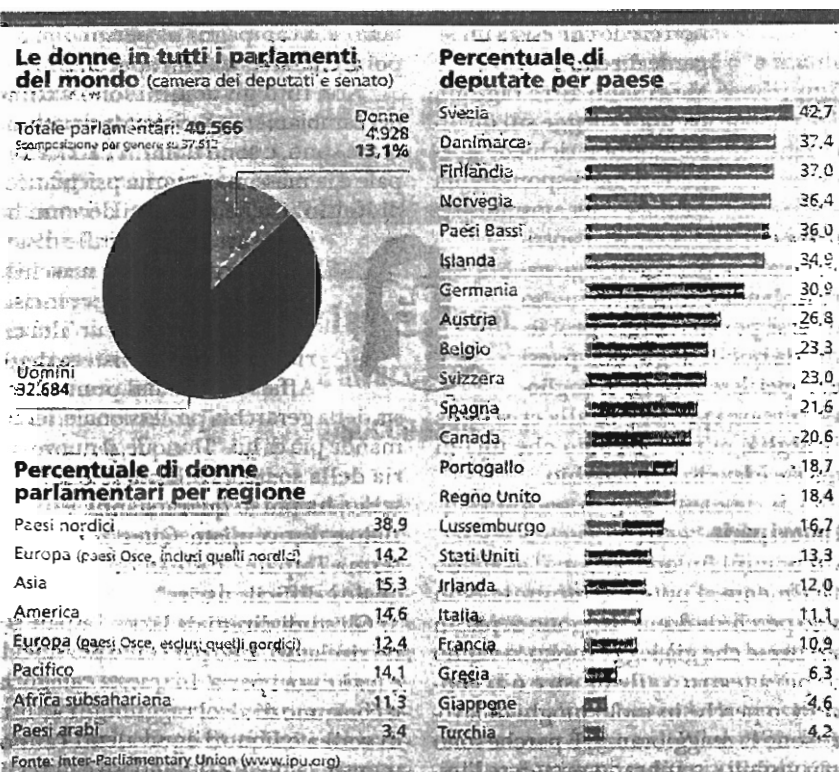 Le donne in tutti i parlamenti
del mondo (camera dei deputati e senato)
Totale parlamentari: 40.566
Scomposizione per genere su 37.612
Donne
4.928
13,1%
Uomini
32.684
Percentuale di donne
parlamentari per regione
Paesi nordici 38,9
Europa (paesi Osce, inclusi quelli nordici) 14,2
Asia 15,3
America 14,6
Europa (paesi Osce, esclusi quelli nordici) 12,4
Pacifico 14,1
Africa subsahariana 11,3
Paesi arabi 3,4
Fonte: Inter-Parliamentary Union (www.ipu.org)
Percentuale di
deputate per paese
Svezia 42,7
Danimarca 37,4
Finlandia 37,0
Norvegia 36,4
Paesi Bassi 36,0
Islanda 34,9
Germania 30,9
Austria 26,8
Belgio 23,3
Svizzera 23,0
Spagna 21,6
Canada 20,6
Portogallo 18,7
Regno Unito 18,4
Lussemburgo 16,7
Stati Uniti 13,3
Irlanda 12,0
Italia 11,1
Francia 10,9
Grecia 6,3
Giappone 4,6
Turchia 4,2